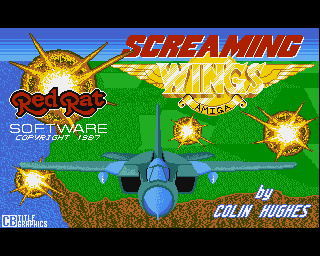 SCREAMING
WINGS
AMIGA
Red Rat
SOFTWARE
COPYRIGHT 1987
by
COLIN HUGHES
CB TITLE
GRAPHICS